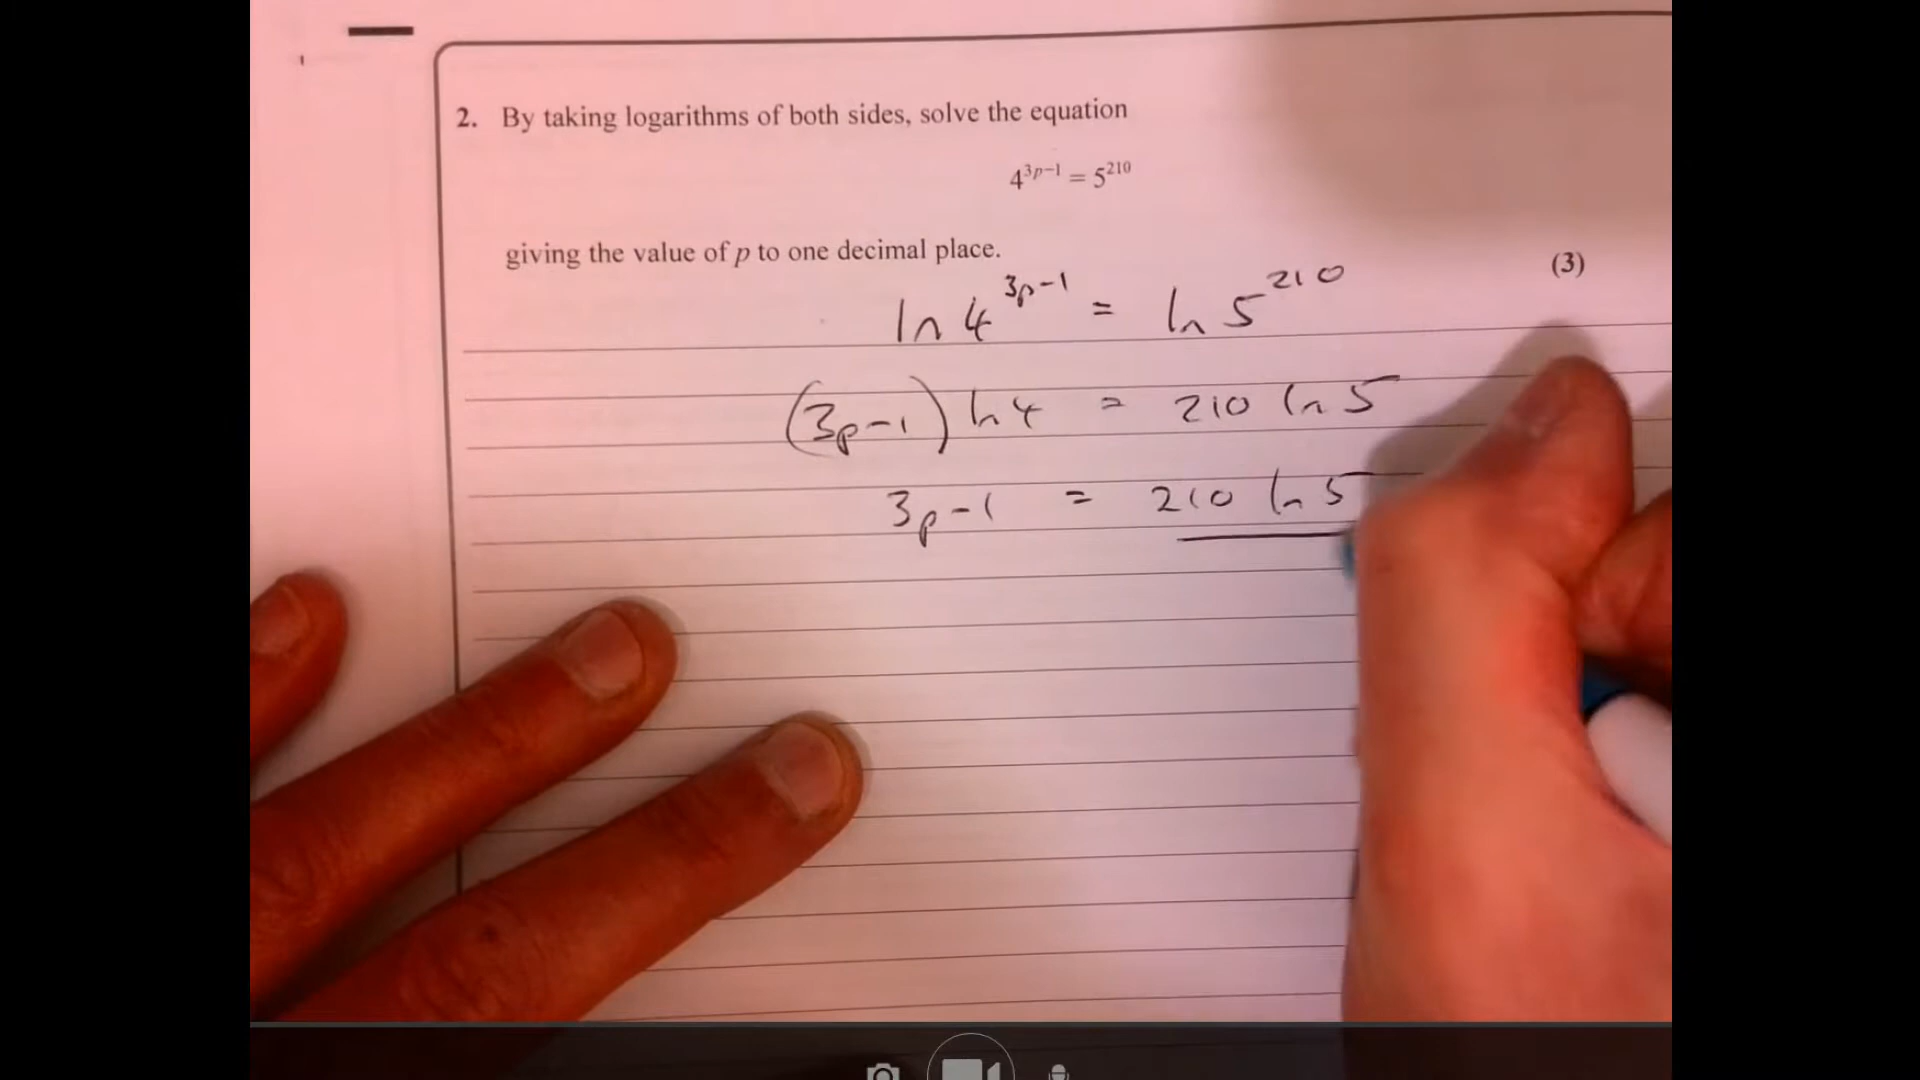 2. By taking logarithms of both sides, solve the equation
4^{3p−1} = 5^{210}
giving the value of p to one decimal place.
(3)
ln 4^{3p-1} = ln 5^{210}
(3p-1) ln 4 = 210 ln 5
3p-1 = 210 ln 5